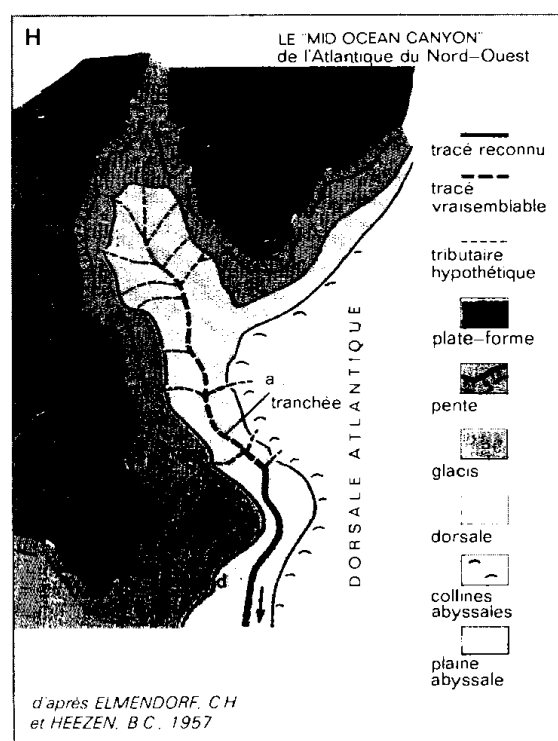 H
LE "MID OCEAN CANYON"
de l'Atlantique du Nord-Ouest
tracé reconnu
tracé
vraisemblable
tributaire
hypothétique
plate-forme
pente
glacis
dorsale
collines
abyssales
plaine
abyssale
a
tranchée
DORSALE ATLANTIQUE
d
d'après ELMENDORF, C H
et HEEZEN, B C, 1957